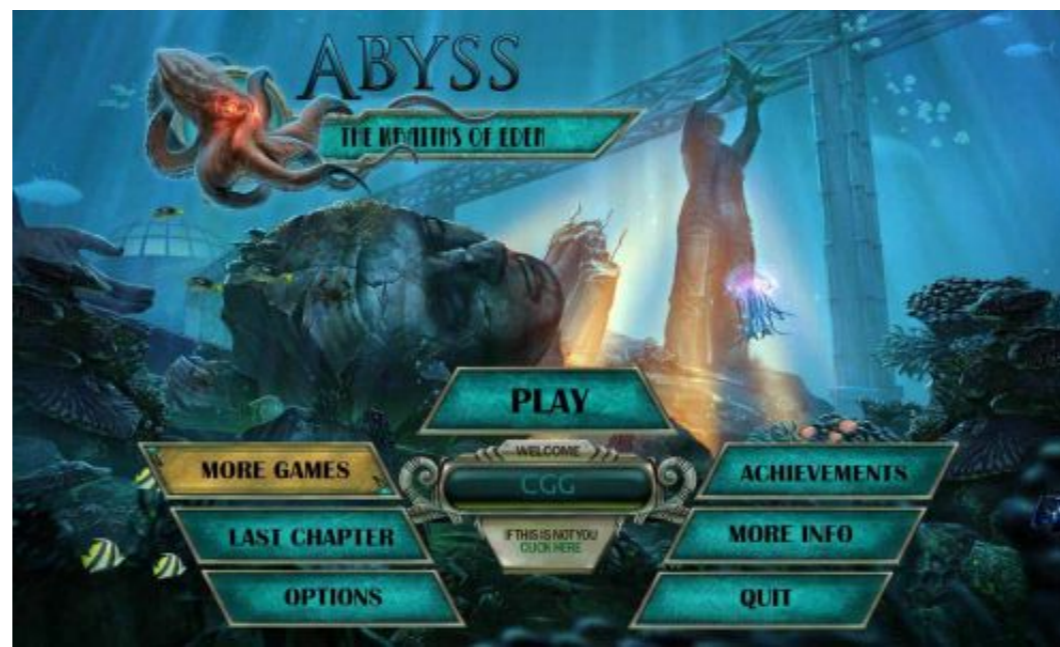 ABYSS
THE WRAITHS OF EDEN
PLAY
WELCOME
CGG
IF THIS IS NOT YOU
CLICK HERE
MORE GAMES
LAST CHAPTER
OPTIONS
ACHIEVEMENTS
MORE INFO
QUIT